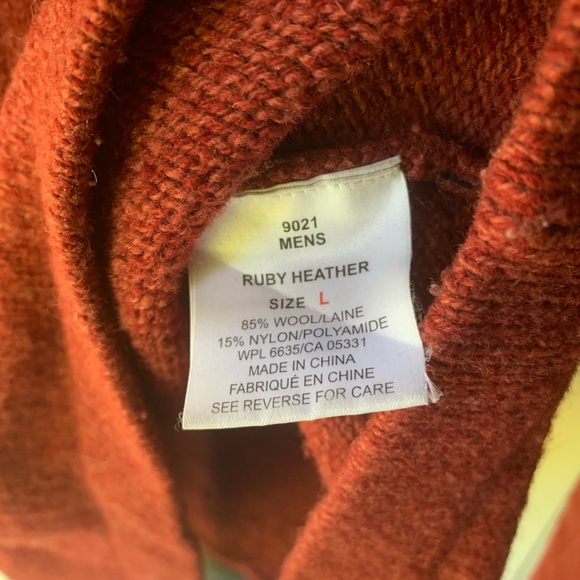 9021
MENS
RUBY HEATHER
SIZE L
85% WOOL/LAINE
15% NYLON/POLYAMIDE
WPL 6635/CA 05331
MADE IN CHINA
FABRIQUÉ EN CHINE
SEE REVERSE FOR CARE